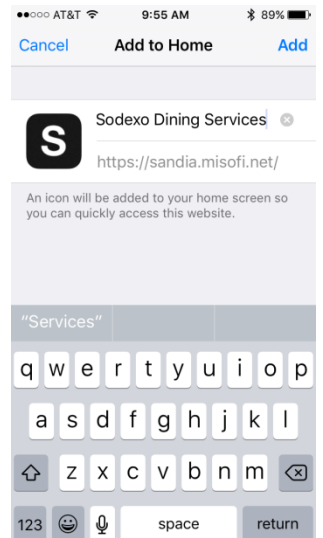 AT&T 9:55 AM 89%
Cancel Add to Home Add
S
Sodexo Dining Services
https://sandia.misofi.net/
An icon will be added to your home screen so
you can quickly access this website.
“Services”
q w e r t y u i o p
a s d f g h j k l
z x c v b n m
123 space return